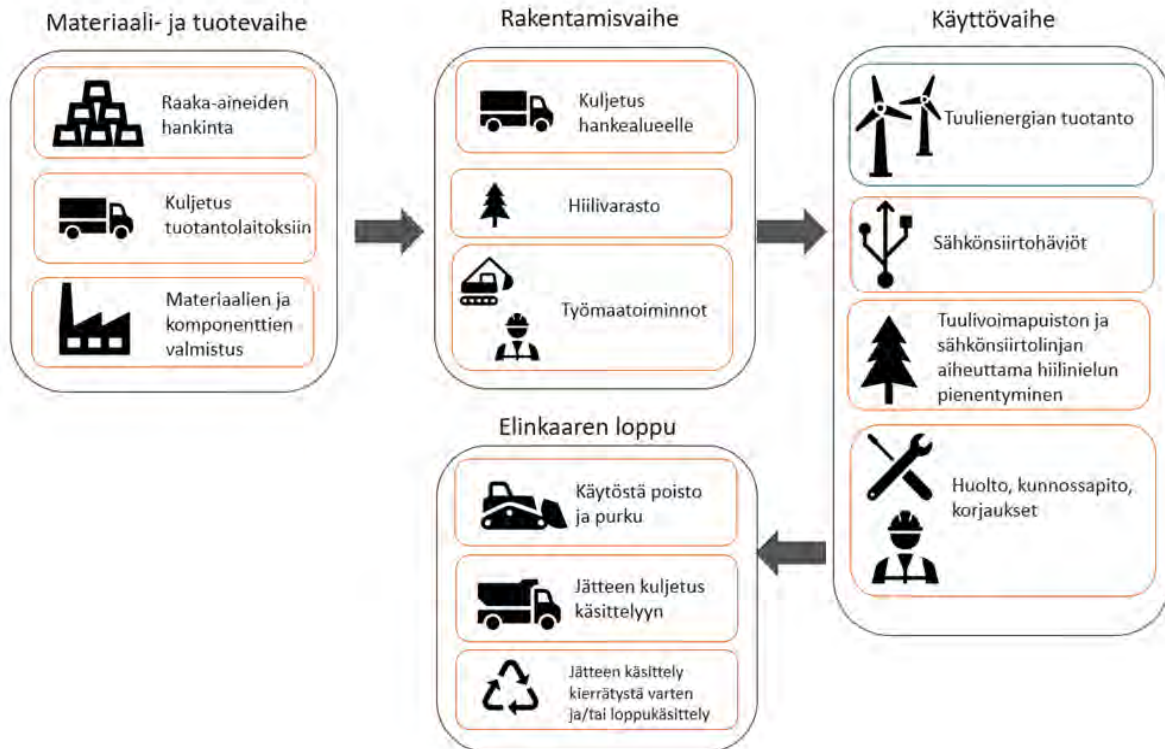 Materiaali- ja tuotevaihe
Raaka-aineiden
hankinta
Kuljetus
tuotantolaitoksiin
Materiaalien ja
komponenttien
valmistus
Rakentamisvaihe
Kuljetus
hankealueelle
Hiilivarasto
Työmaatoiminnot
Käyttövaihe
Tuulienergian tuotanto
Sähkönsiirtohäviöt
Tuulivoimapuiston ja
sähkönsiirtolinjan
aiheuttama hiilinielun
pienentyminen
Huolto, kunnossapito,
korjaukset
Elinkaaren loppu
Käytöstä poisto
ja purku
Jätteen kuljetus
käsittelyyn
Jätteen käsittely
kierrätystä varten
ja/tai loppukäsittely